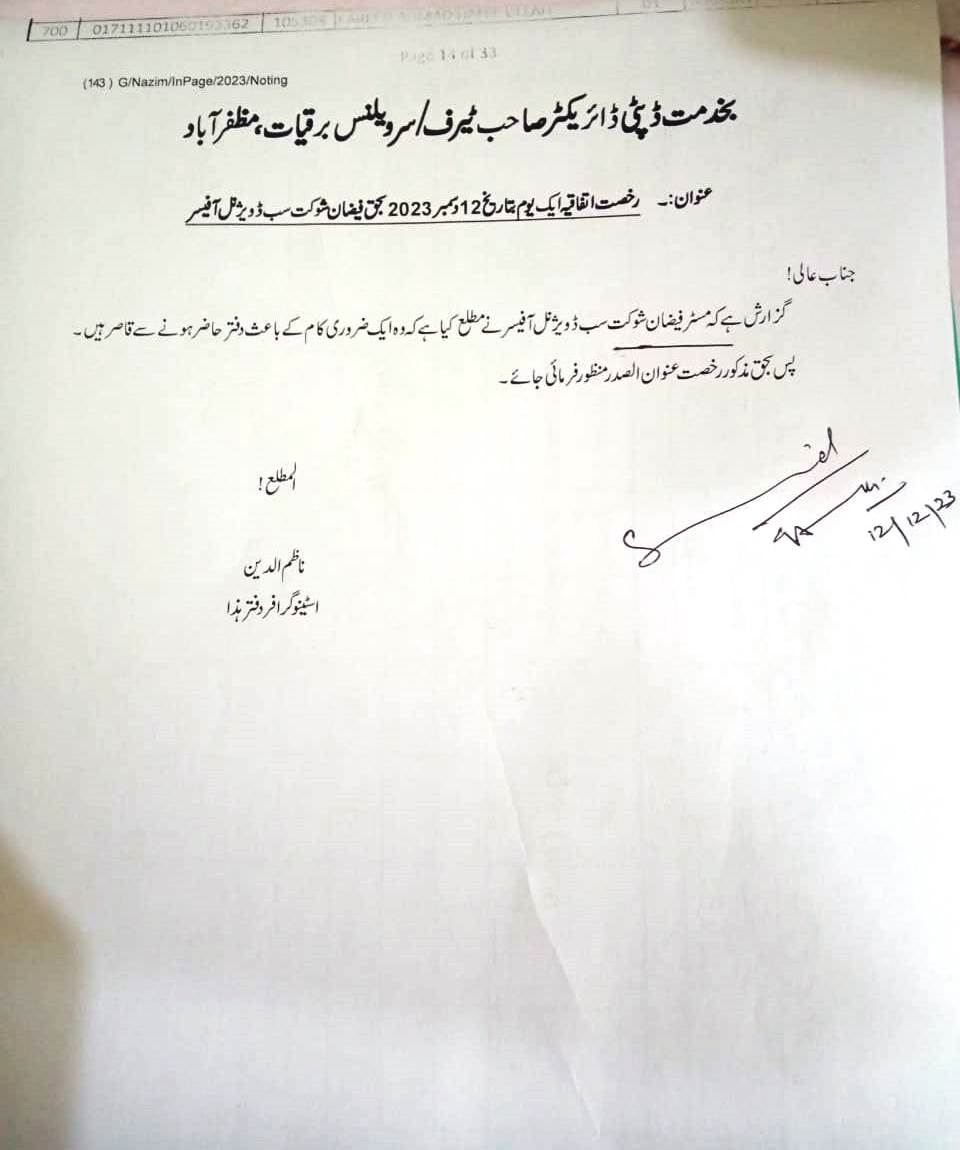 700 | 017111101060193362 | 105305
Page 14 of 33
(143 ) G/Nazim/InPage/2023/Noting
بخدمت ڈپٹی ڈائریکٹر صاحب ٹیرف/سرویلنس برقیات، مظفرآباد
عنوان:۔ رخصت اتفاقیہ ایک یوم بتاریخ 12 دسمبر 2023 بحق فیضان شوکت سب ڈویژنل آفیسر
جناب عالی!
گزارش ہے کہ مسٹر فیضان شوکت سب ڈویژنل آفیسر نے مطلع کیا ہے کہ وہ ایک ضروری کام کے باعث دفتر حاضر ہونے سے قاصر ہیں۔
پس بحق مذکور رخصت عنوان الصدر منظور فرمائی جائے۔
المطلع!
12/12/23
ناظم الدین
اسٹینوگرافر دفتر ہذا